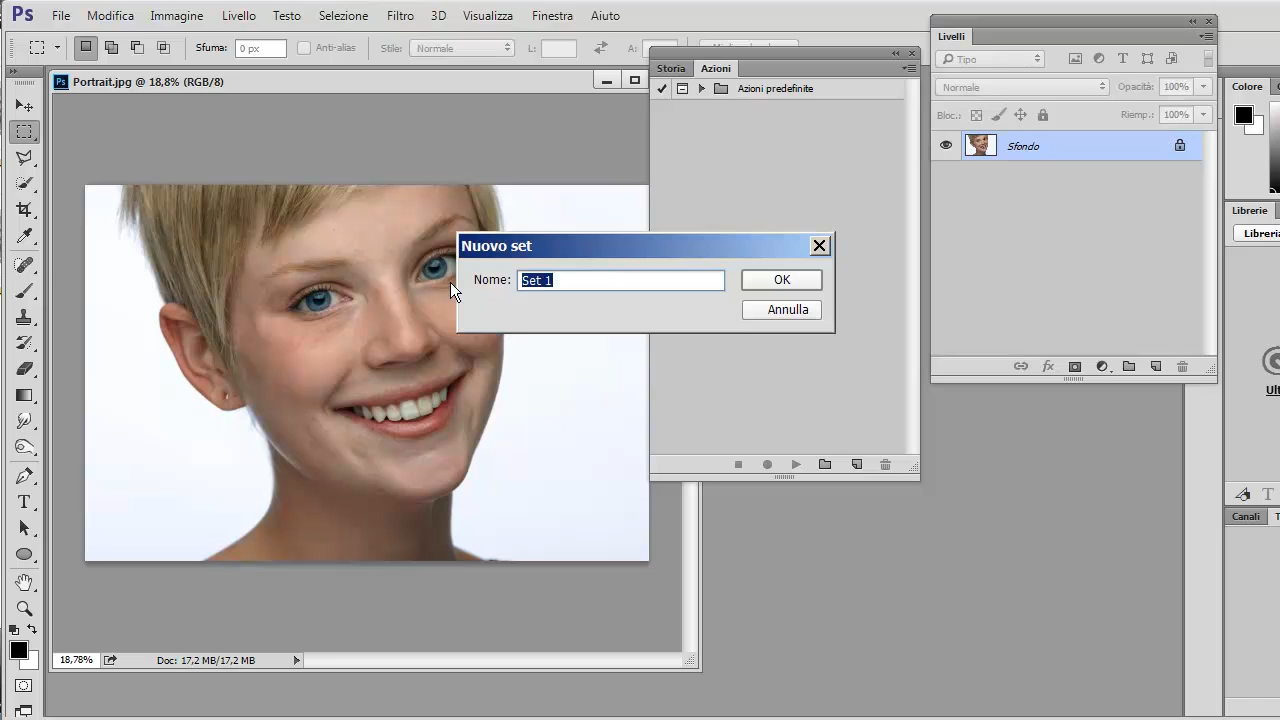 Ps File Modifica Immagine Livello Testo Selezione Filtro 3D Visualizza Finestra Aiuto
Sfuma: 0 px Anti-alias Stile: Normale L: A:
Portrait.jpg @ 18,8% (RGB/8)
Storia Azioni
Azioni predefinite
Livelli
Tipo
Normale Opacità: 100%
Bloc.: Riemp.: 100%
Sfondo
Colore
Librerie
Nuovo set
Nome: Set 1 OK
Annulla
Canali
18,78% Doc: 17,2 MB/17,2 MB